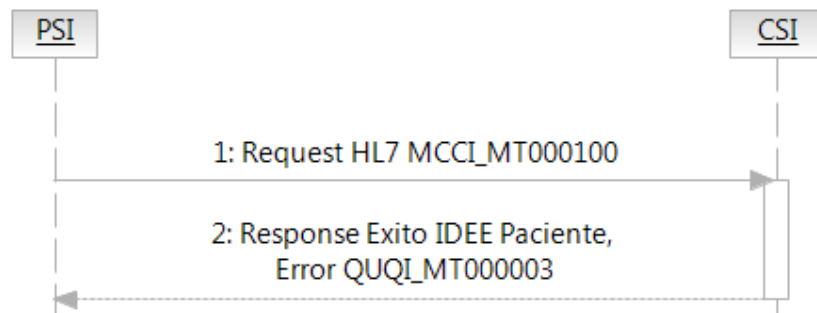 PSI
CSI
1: Request HL7 MCCI_MT000100
2: Response Exito IDEE Paciente,
Error QUQI_MT000003